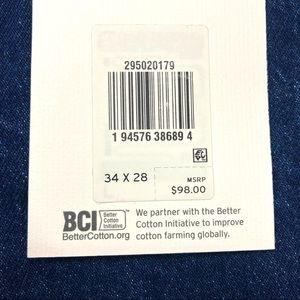 295020179
1 94576 38689 4
34 X 28
MSRP
$98.00
BCI Better Cotton Initiative™
BetterCotton.org
We partner with the Better
Cotton Initiative to improve
cotton farming globally.